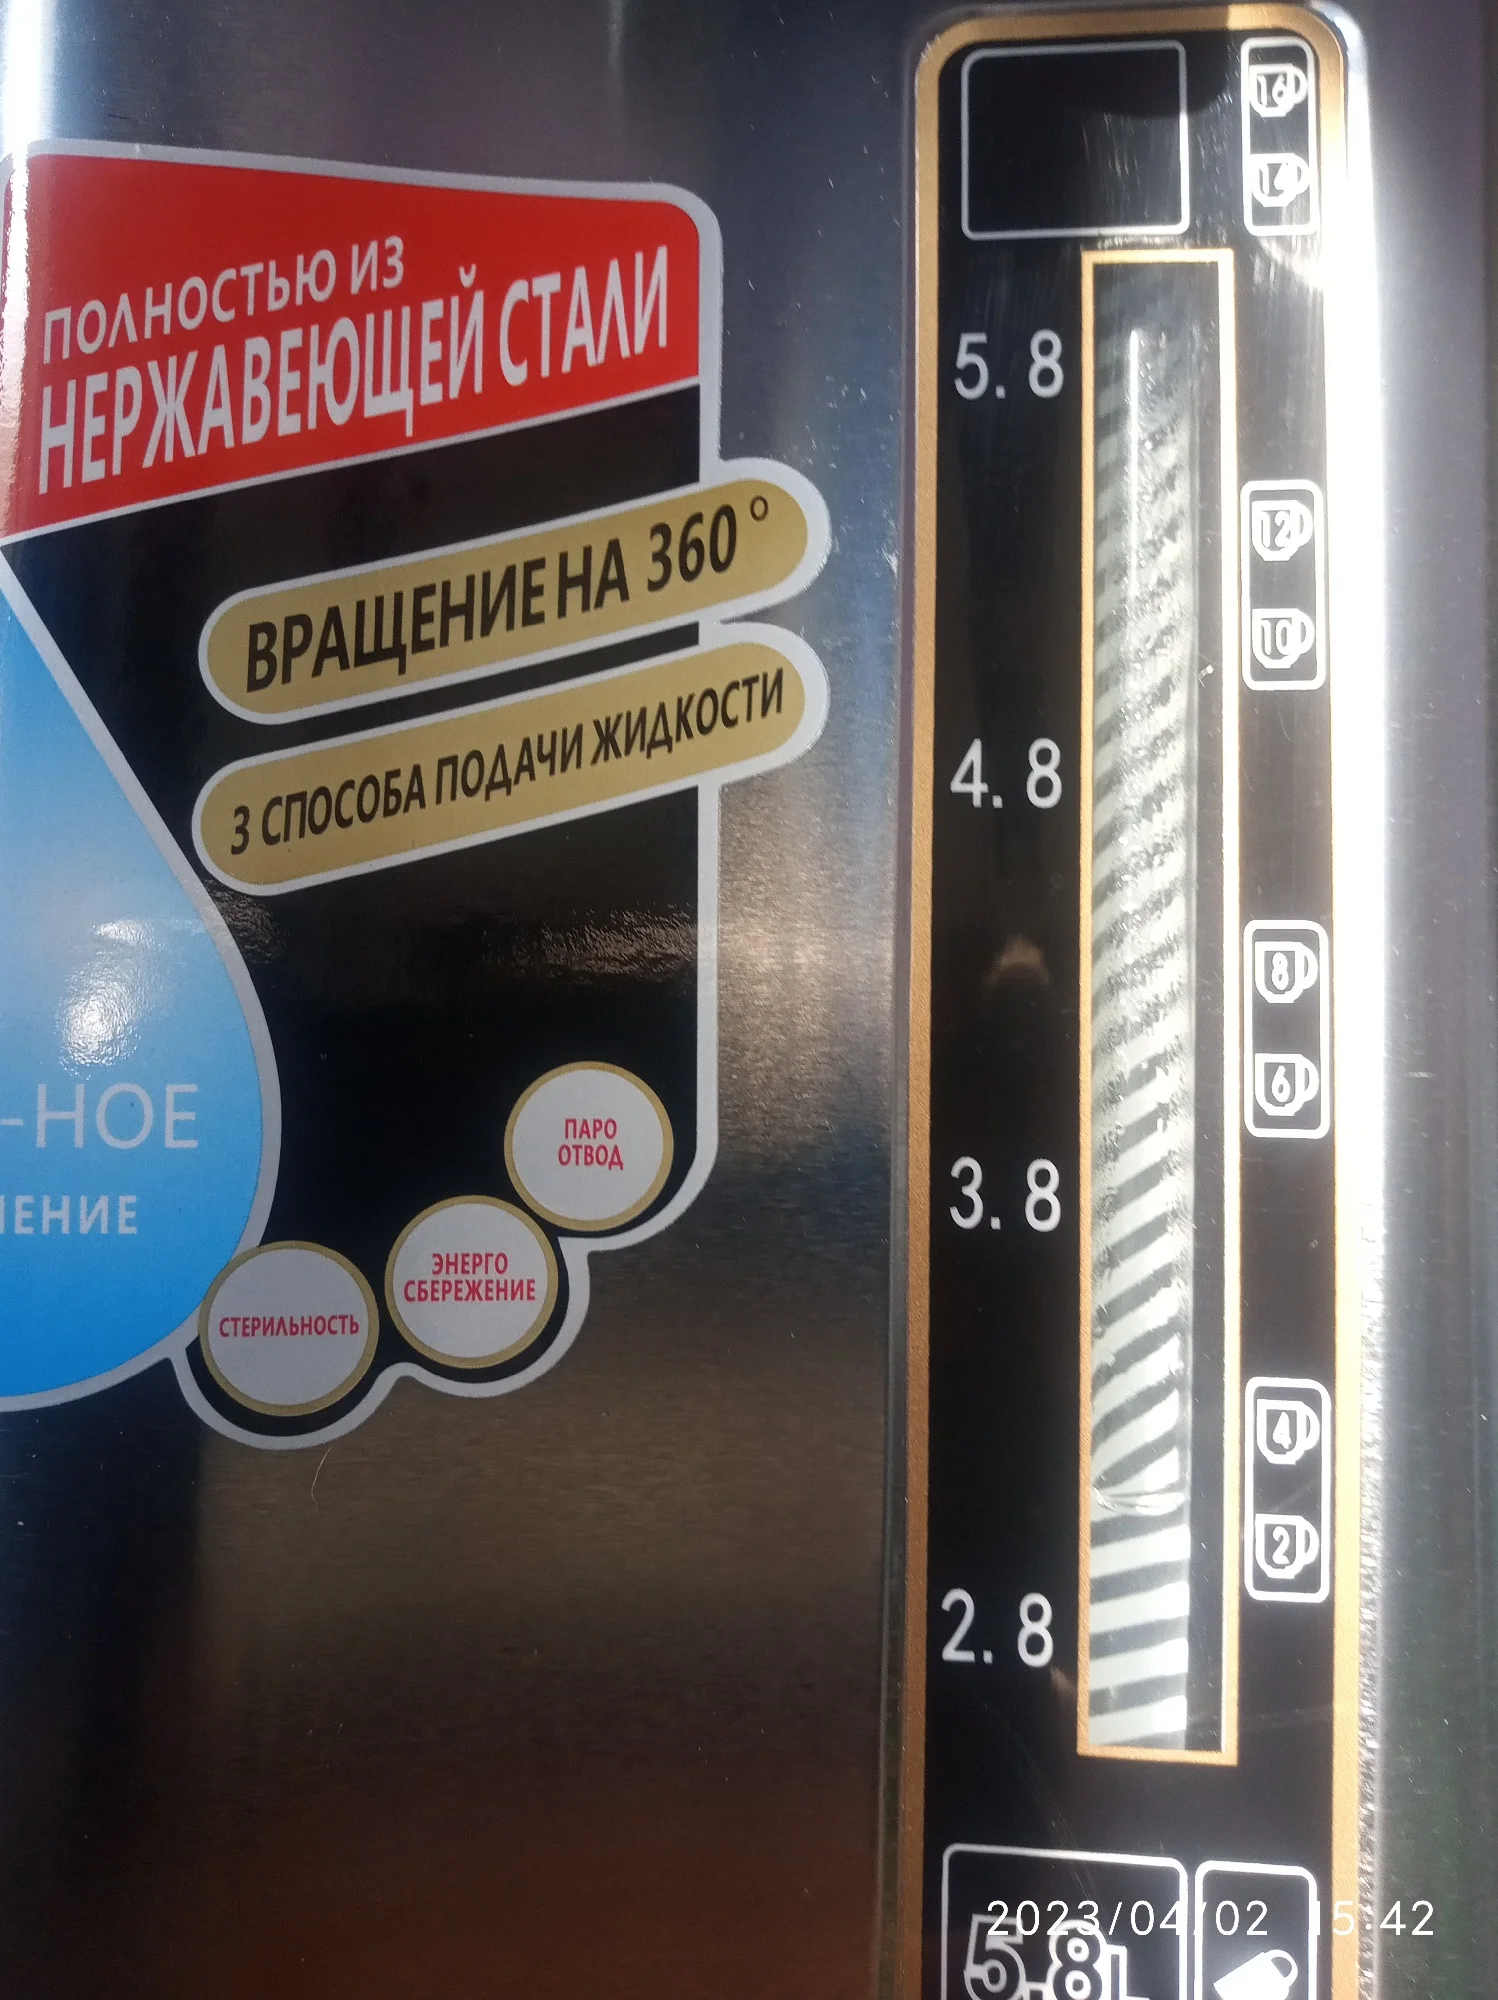 ПОЛНОСТЬЮ ИЗ
НЕРЖАВЕЮЩЕЙ СТАЛИ
ВРАЩЕНИЕ НА 360°
3 СПОСОБА ПОДАЧИ ЖИДКОСТИ
-НОЕ
ЕНИЕ
ПАРО
ОТВОД
ЭНЕРГО
СБЕРЕЖЕНИЕ
СТЕРИЛЬНОСТЬ
16
14
5.8
12
10
4.8
8
6
3.8
4
2
2.8
5.8L
2023/04/02 15:42